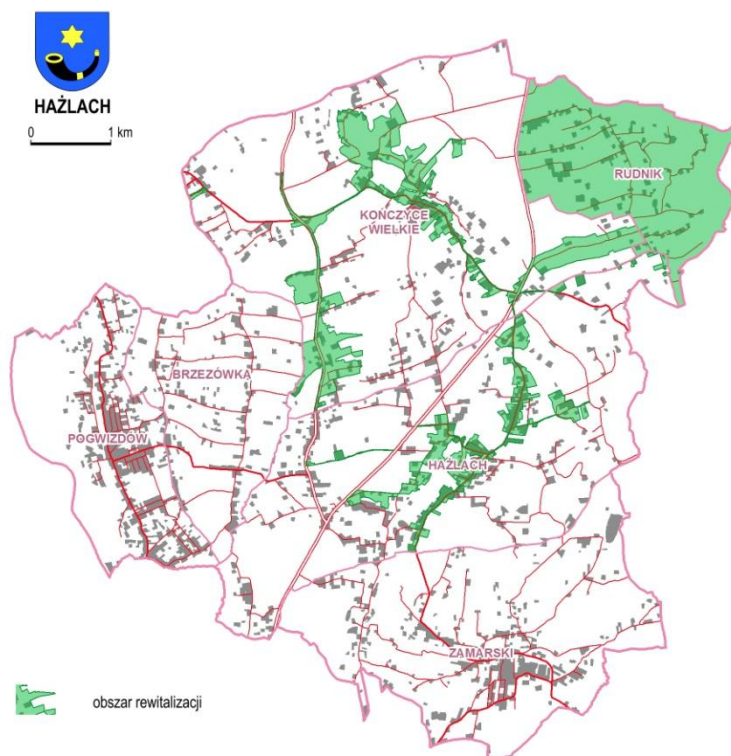 HAŻLACH
0 1 km
RUDNIK
KOŃCZYCE
WIELKIE
BRZEZÓWKA
POGWIZDÓW
HAŻLACH
ZAMARSKI
obszar rewitalizacji